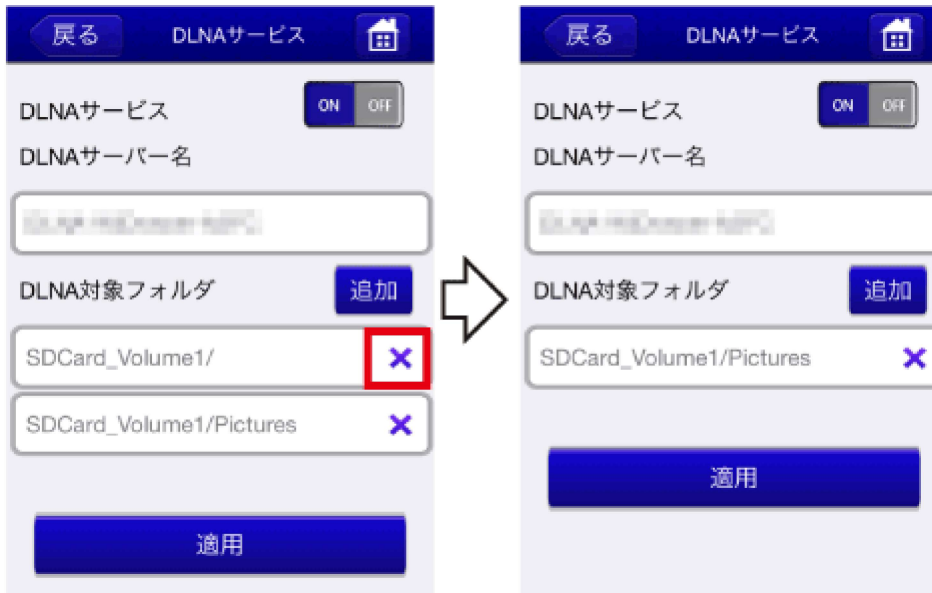 戻る DLNAサービス
DLNAサービス ON OFF
DLNAサーバー名
DLNA対象フォルダ 追加
SDCard_Volume1/ ×
SDCard_Volume1/Pictures ×
適用
戻る DLNAサービス
DLNAサービス ON OFF
DLNAサーバー名
DLNA対象フォルダ 追加
SDCard_Volume1/Pictures ×
適用